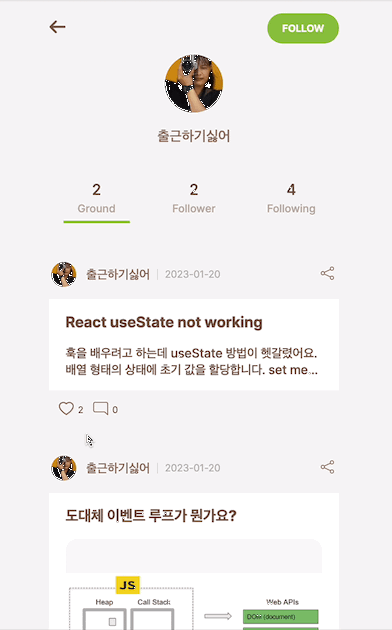 FOLLOW
출근하기싫어
2 2 4
Ground Follower Following
출근하기싫어 2023-01-20
React useState not working
훅을 배우려고 하는데 useState 방법이 헷갈렸어요.
배열 형태의 상태에 초기 값을 할당합니다. set me...
2 0
출근하기싫어 2023-01-20
도대체 이벤트 루프가 뭔가요?
JS
Heap Call Stack Web APIs
DOM (document)